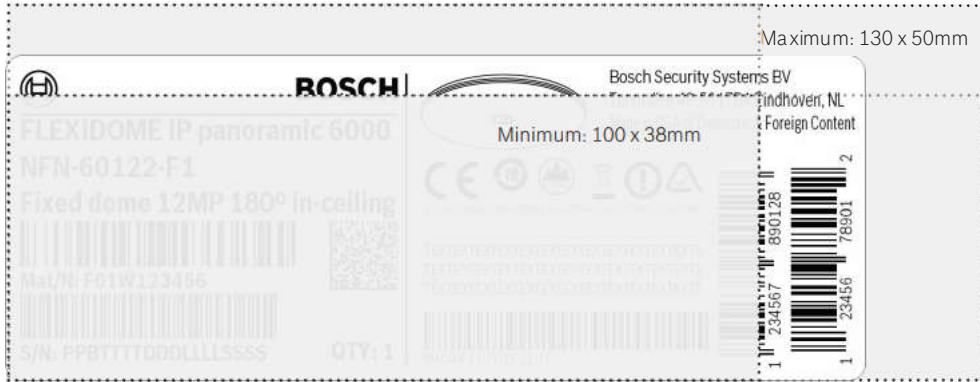 Maximum: 130 x 50mm
BOSCH
Bosch Security Systems BV
Eindhoven, NL
Foreign Content
Minimum: 100 x 38mm
FLEXIDOME IP panoramic 6000
NFN-60122-F1
Fixed dome 12MP 180º in-ceiling
Mat/N: F01W123456
S/N: PPBTTTTDDDLLLLSSSS
QTY: 1
1 234567 890128
1 23456 78901 2